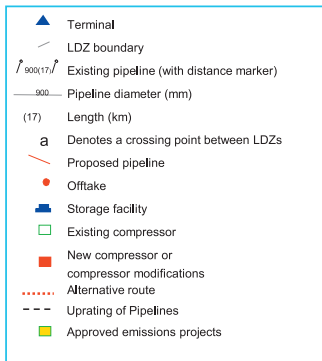 Terminal
LDZ boundary
900(17) Existing pipeline (with distance marker)
900 Pipeline diameter (mm)
(17) Length (km)
a Denotes a crossing point between LDZs
Proposed pipeline
Offtake
Storage facility
Existing compressor
New compressor or
compressor modifications
Alternative route
Uprating of Pipelines
Approved emissions projects